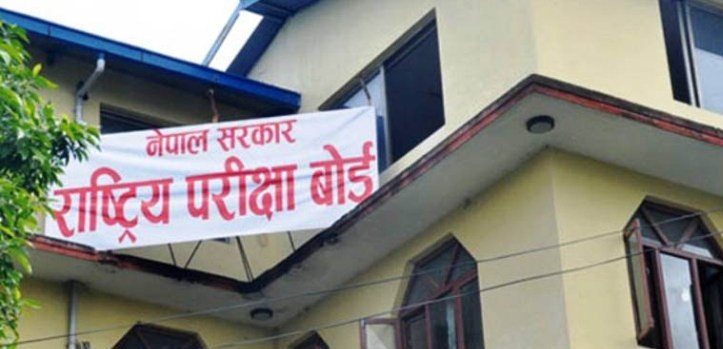 नेपाल सरकार
राष्ट्रिय परीक्षा बोर्ड